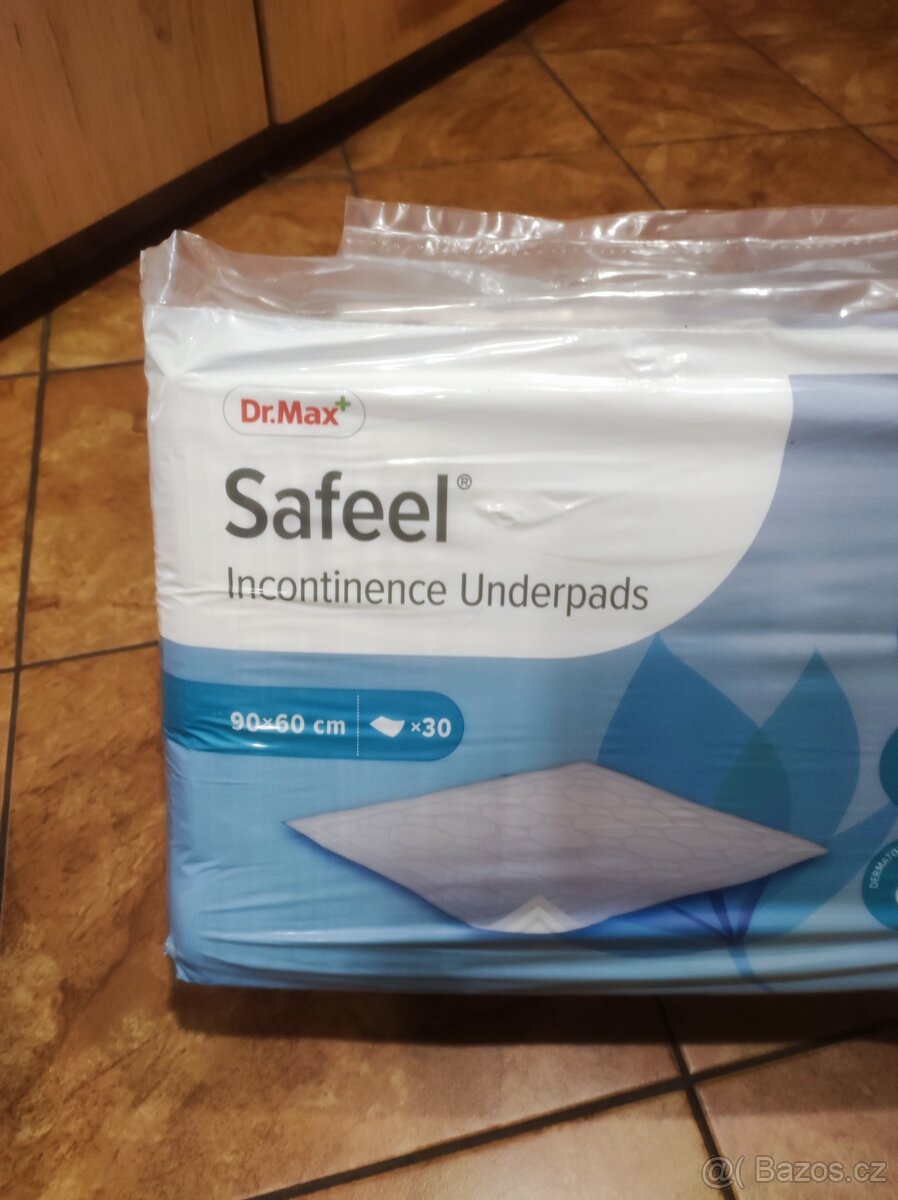 Dr.Max+
Safeel®
Incontinence Underpads
90×60 cm
×30
@( Bazos.cz